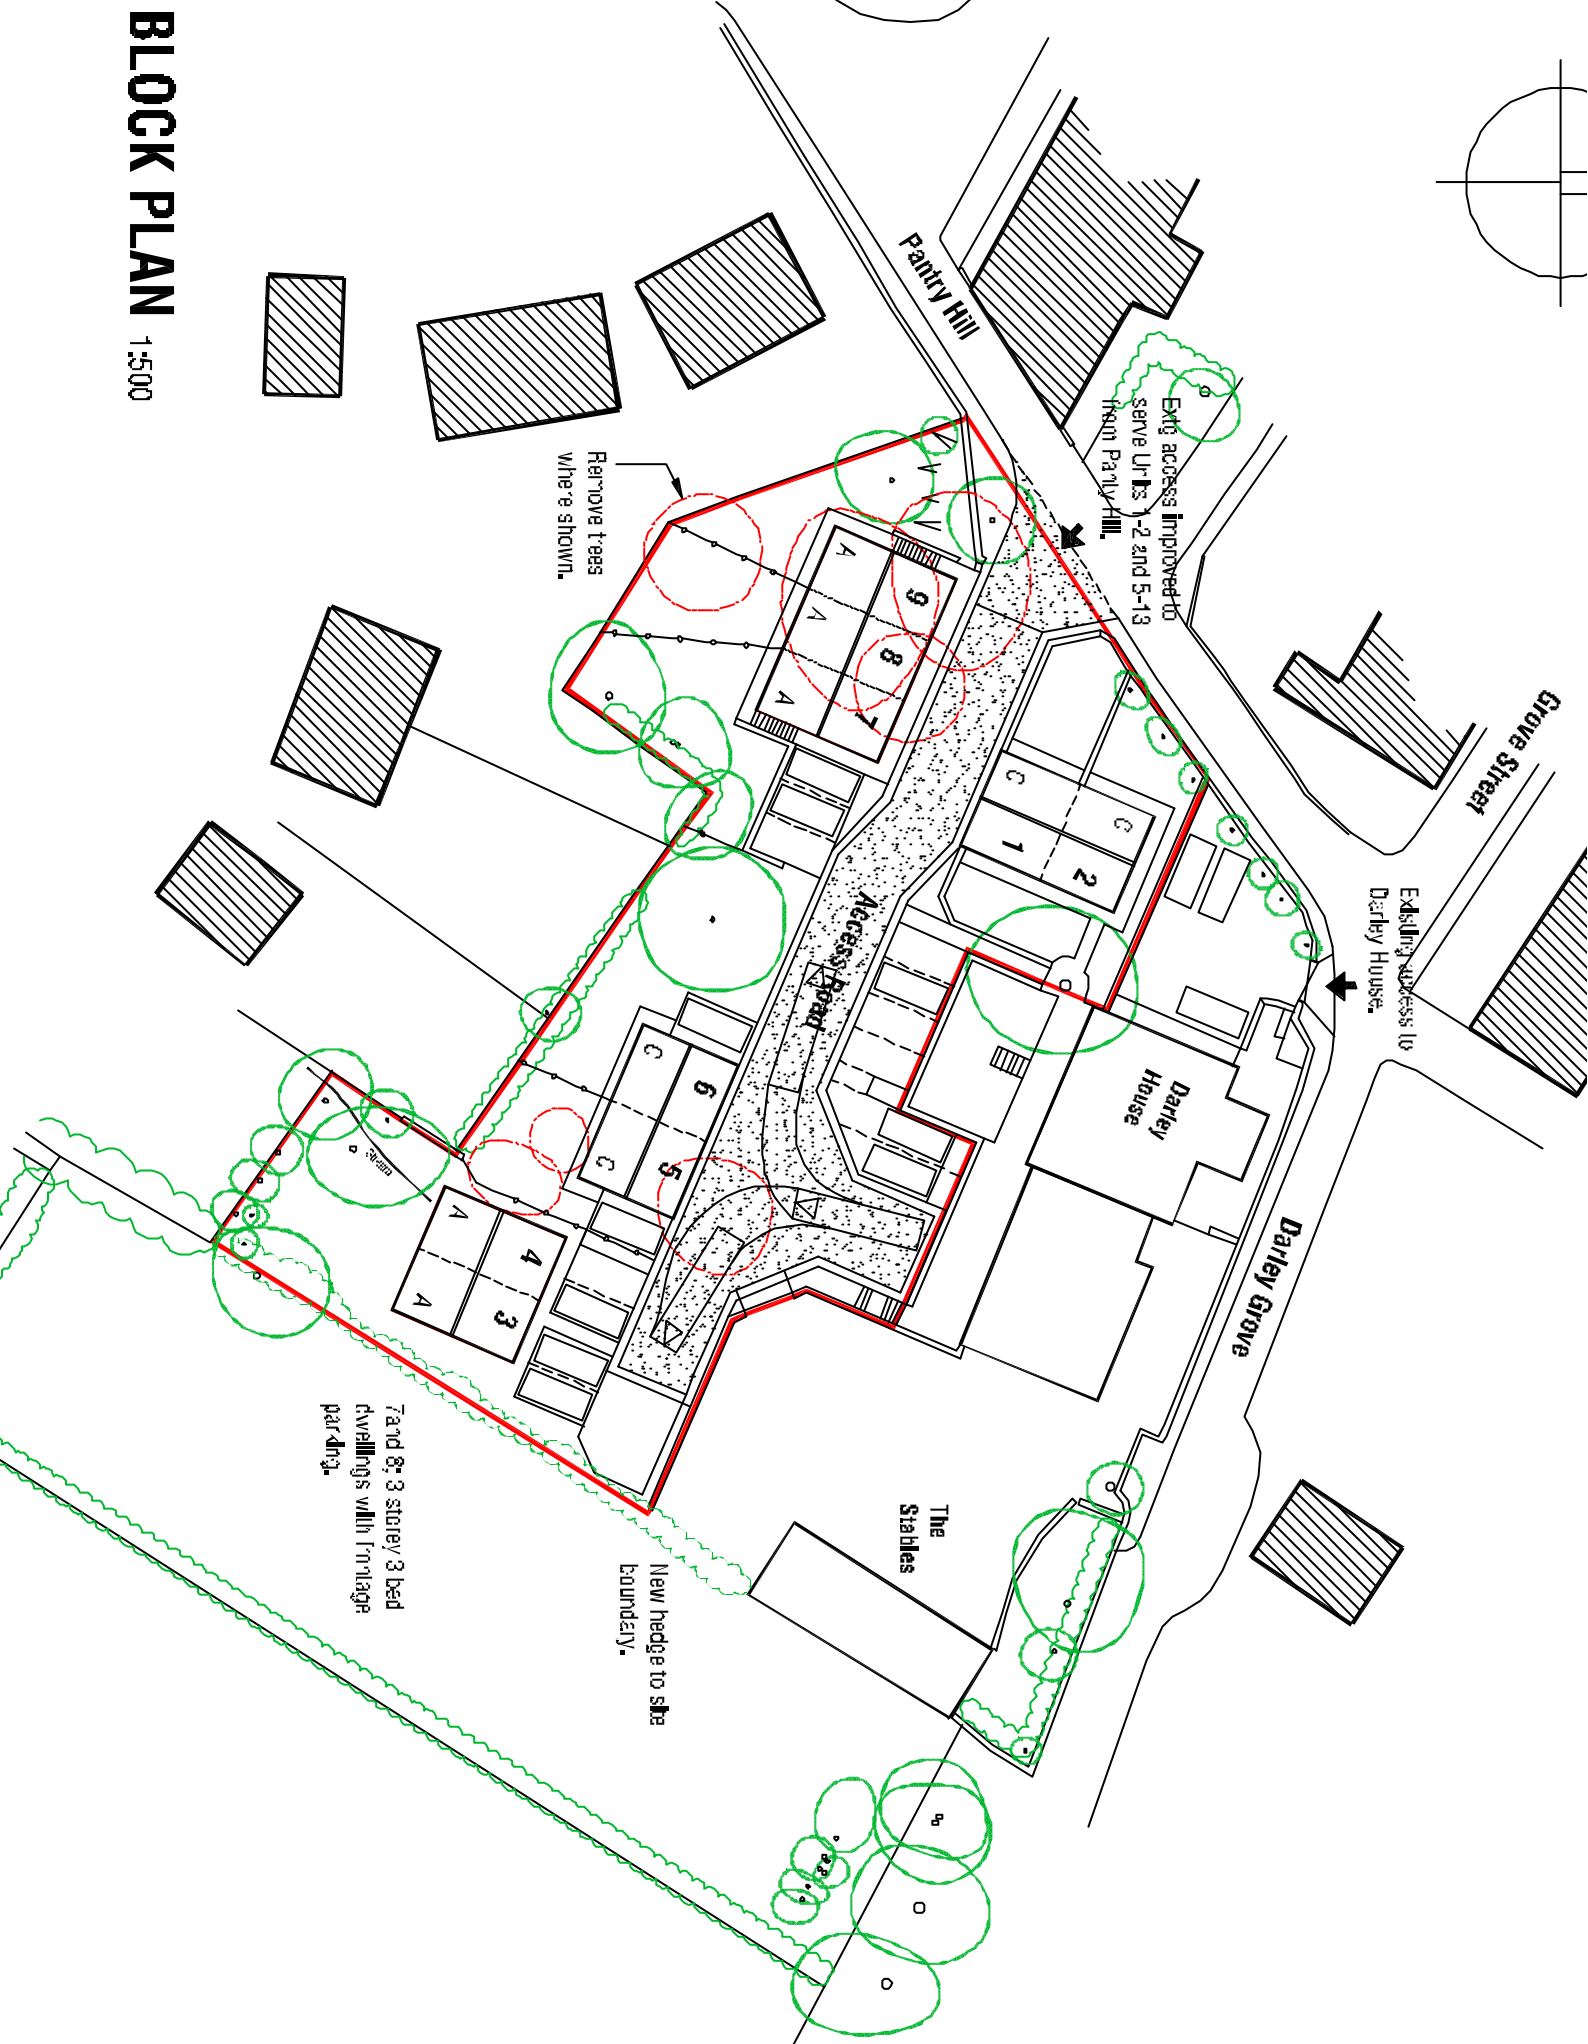 BLOCK PLAN 1:500
Pantry Hill
Extg access improved to
serve Units 1-2 and 5-13
from Panly Hill.
Grove Street
Existing access to
Darley House.
Remove trees
where shown.
9
8
7
A
A
A
C
C
1
2
Access Road
Darley
House
Darley Grove
C
C
6
5
Stream
A
A
4
3
7 and 8; 3 storey 3 bed
dwellings with frontage
parking.
The
Stables
New hedge to site
boundary.